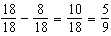 18/18 − 8/18 = 10/18 = 5/9